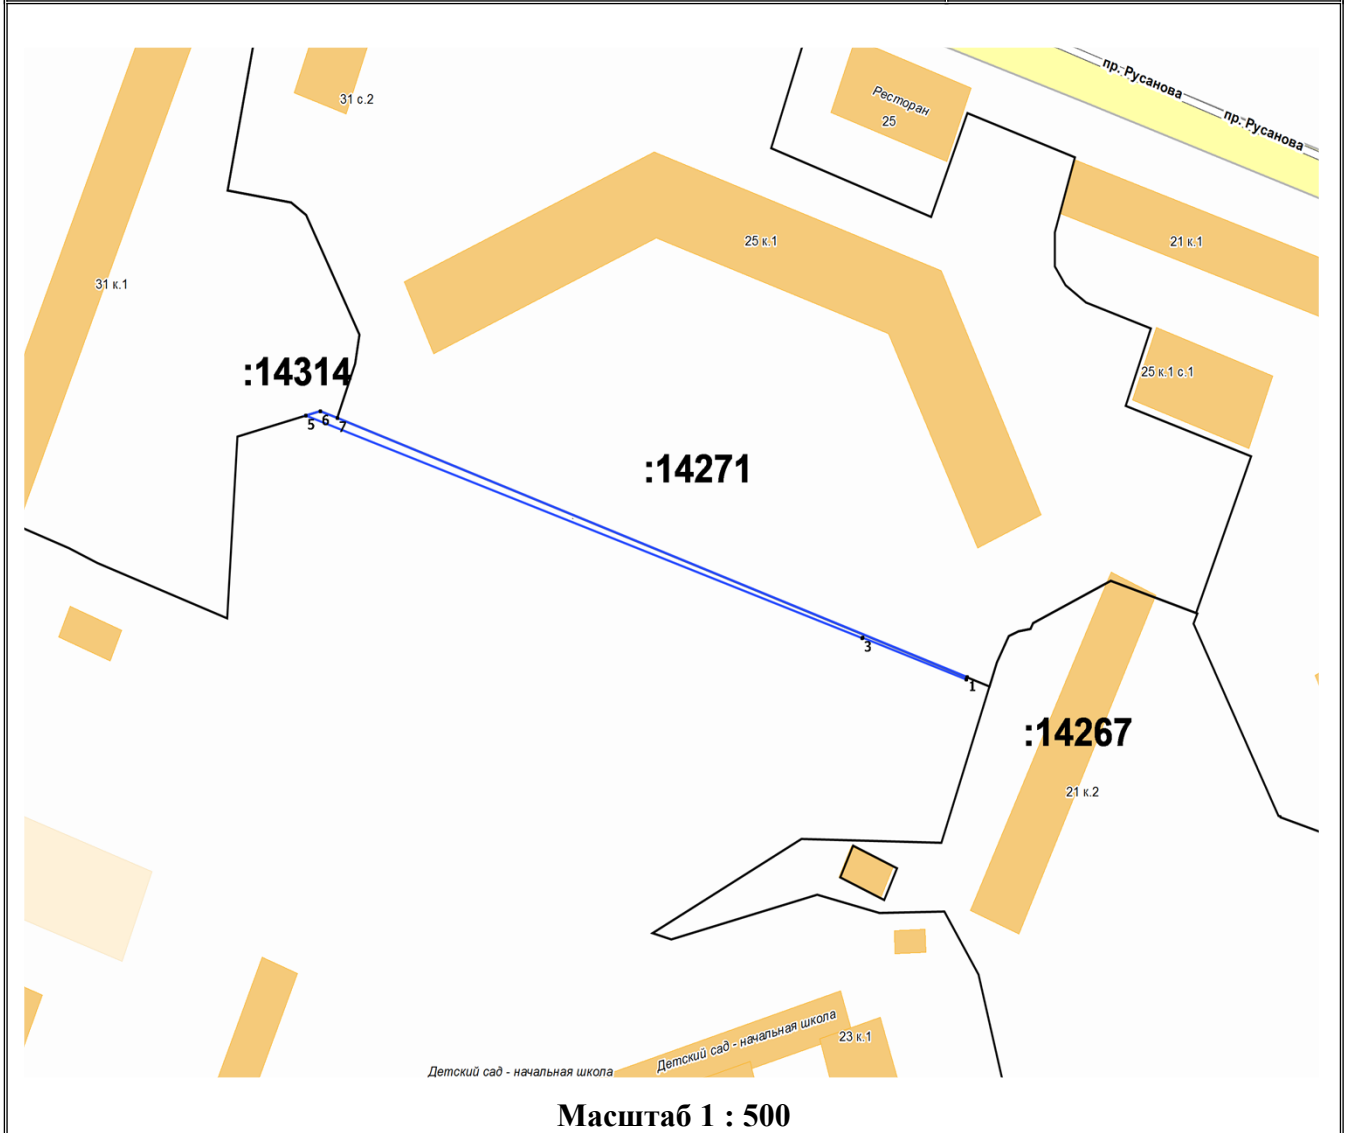 пр. Русанова
пр. Русанова
31 с.2
Ресторан
25
25 к.1
21 к.1
31 к.1
:14314
25 к.1 с.1
5
6
7
:14271
3
1
:14267
21 к.2
Детский сад - начальная школа
23 к.1
Детский сад - начальная школа
Масштаб 1 : 500